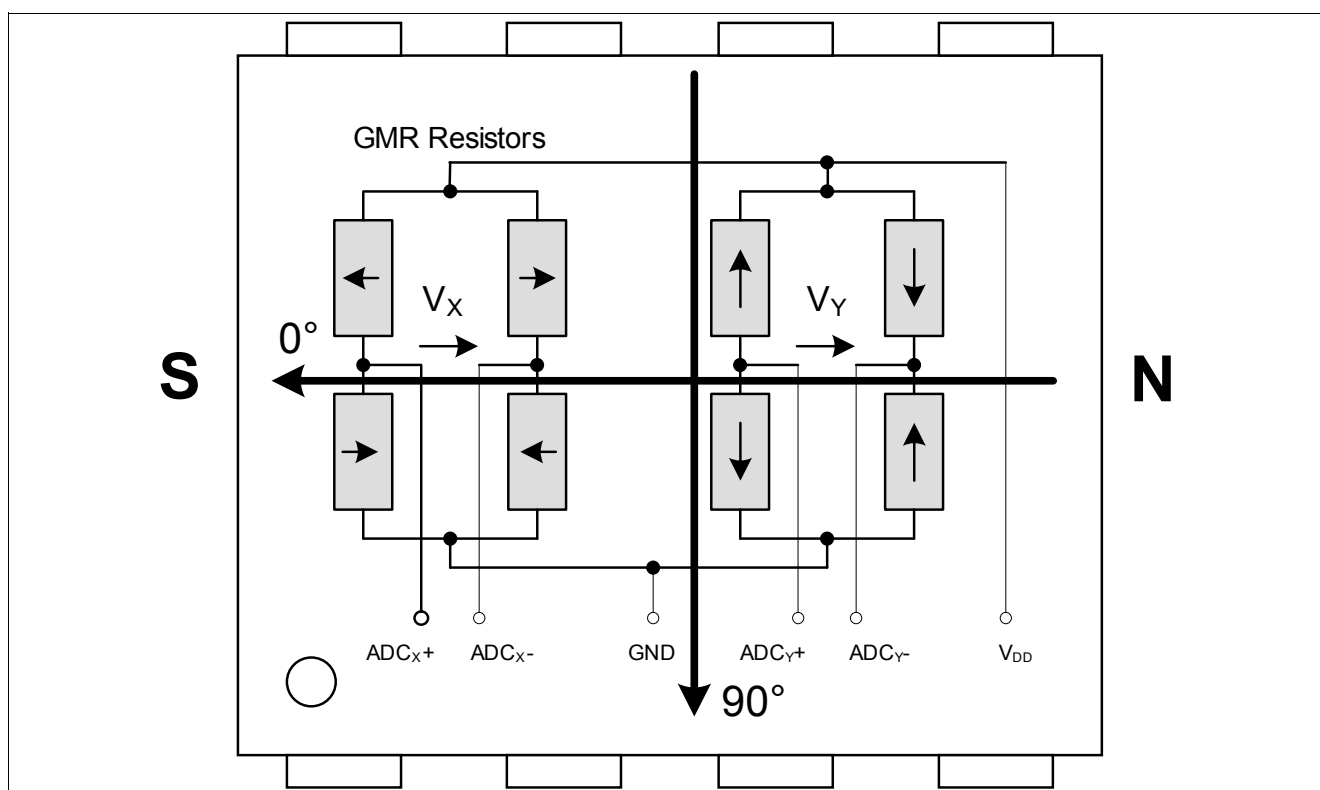 GMR Resistors
V_X
V_Y
0°
S
N
ADC_X+
ADC_X-
GND
ADC_Y+
ADC_Y-
V_DD
90°